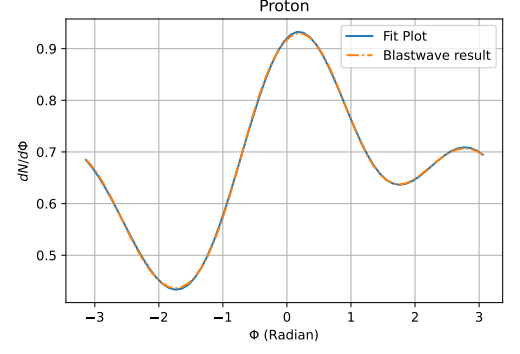 Proton
Fit Plot
Blastwave result
dN/dΦ
0.9
0.8
0.7
0.6
0.5
−3
−2
−1
0
1
2
3
Φ (Radian)